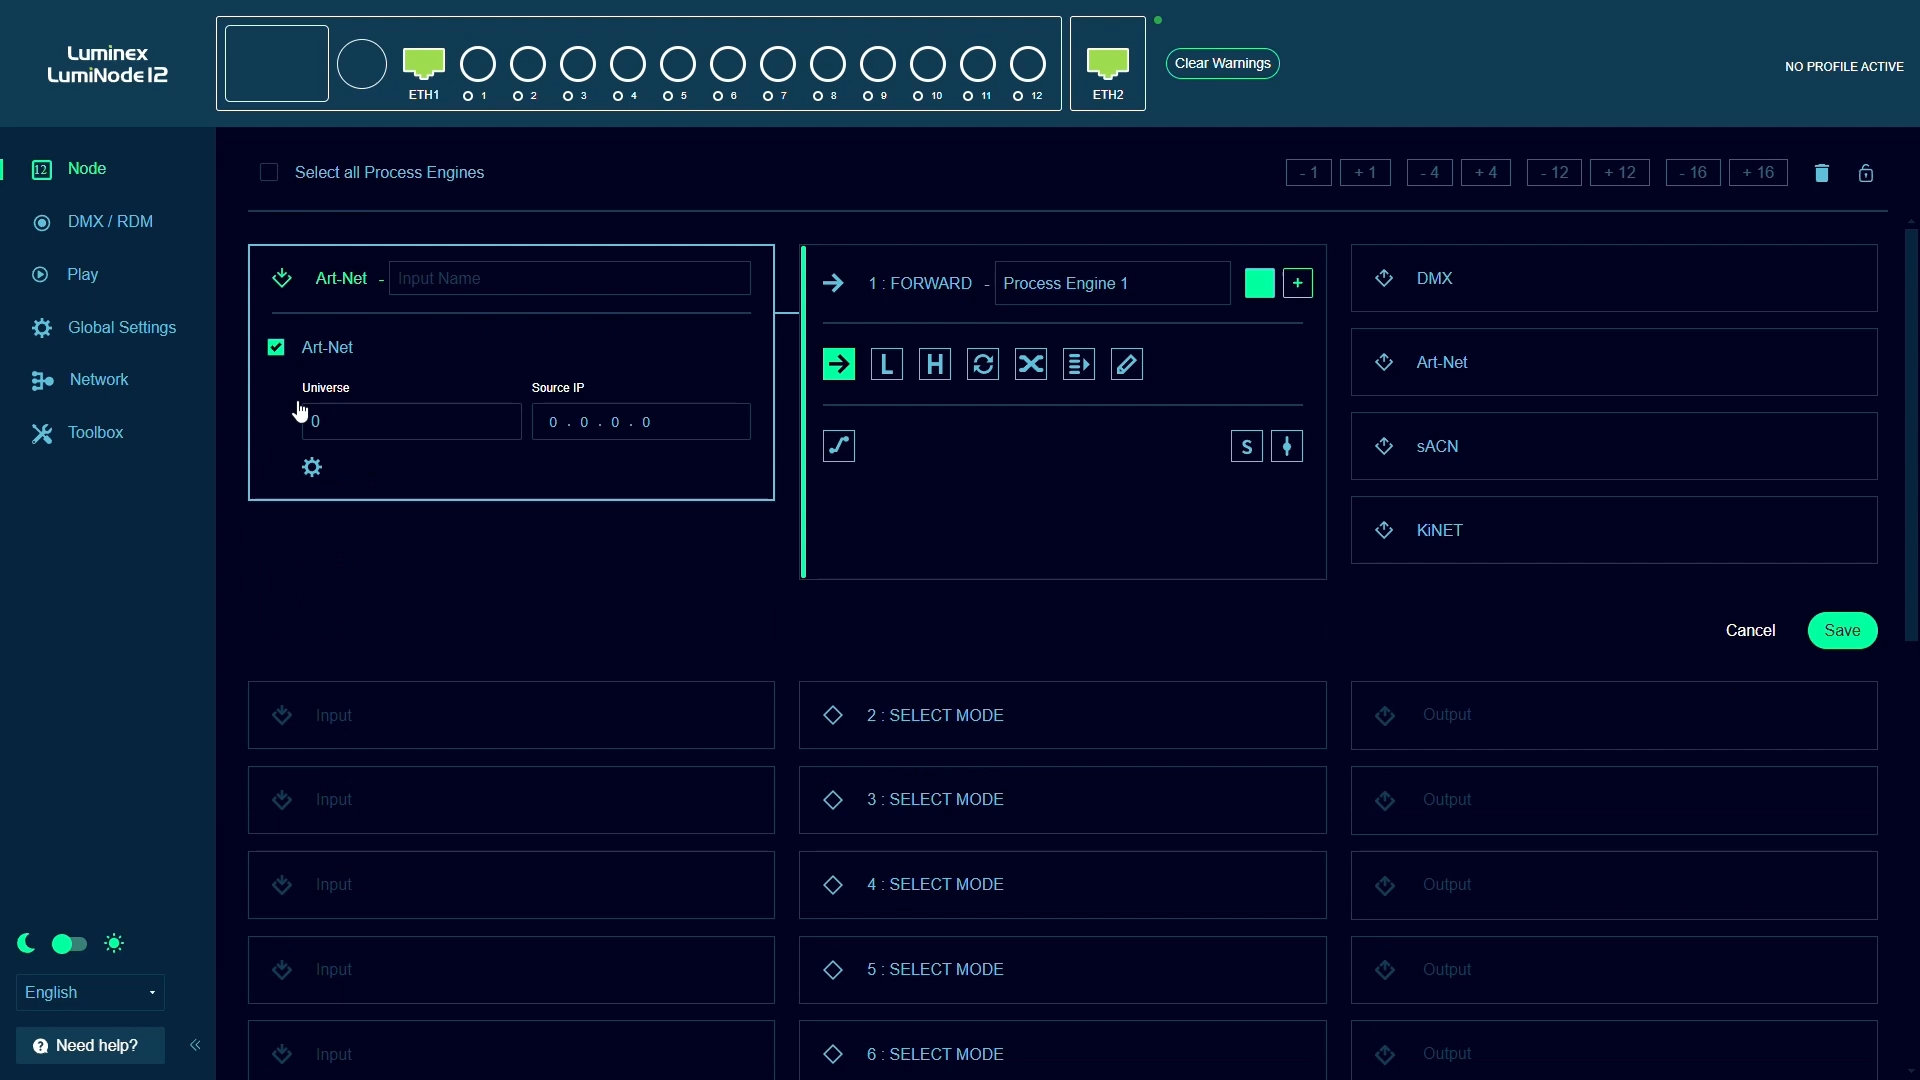 Luminex
LumiNode12
ETH1
1
2
3
4
5
6
7
8
9
10
11
12
ETH2
Clear Warnings
NO PROFILE ACTIVE
12
Node
DMX / RDM
Play
Global Settings
Network
Toolbox
Select all Process Engines
- 1
+ 1
- 4
+ 4
- 12
+ 12
- 16
+ 16
Art-Net - Input Name
Art-Net
Universe
Source IP
0
0 . 0 . 0 . 0
1 : FORWARD - Process Engine 1
+
L
H
S
DMX
Art-Net
sACN
KiNET
Cancel
Save
Input
2 : SELECT MODE
Output
Input
3 : SELECT MODE
Output
Input
4 : SELECT MODE
Output
Input
5 : SELECT MODE
Output
Input
6 : SELECT MODE
Output
English
? Need help?